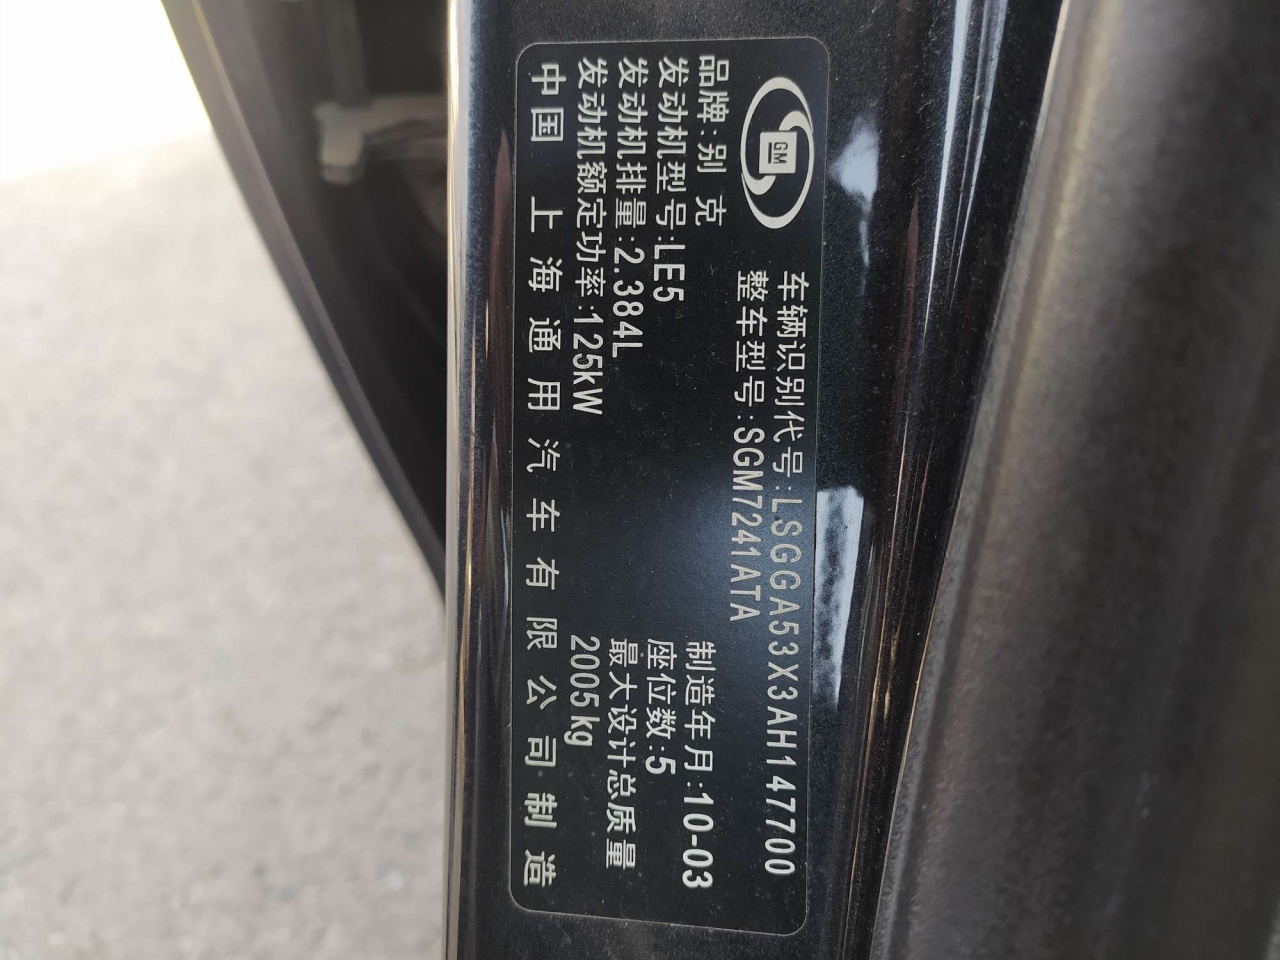 GM
车辆识别代号:LSGGA53X3AH147700
整车型号:SGM7241ATA
品牌:别 克
制造年月:10-03
发动机型号:LE5
座位数:5
发动机排量:2.384L
最大设计总质量
发动机额定功率:125kW
2005kg
中国 上海通用汽车有限公司制造